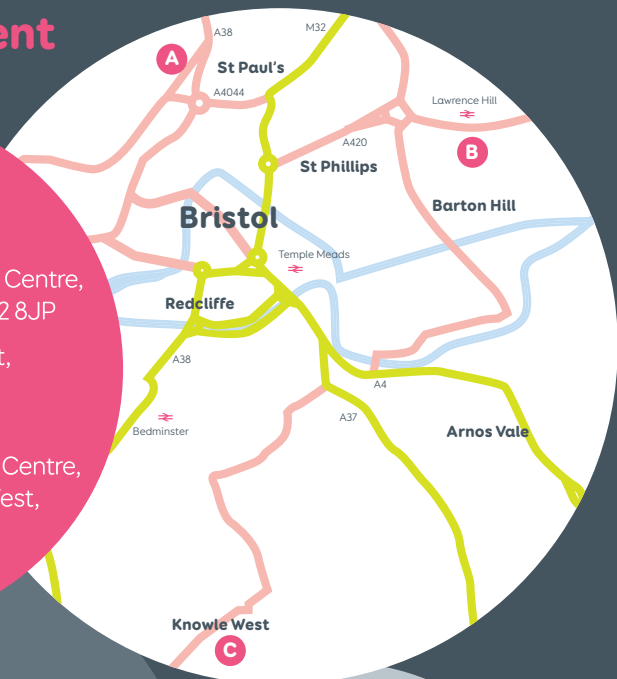 ent
A38
M32
A
St Paul's
A4044
Lawrence Hill
A420
B
St Phillips
Barton Hill
Bristol
Temple Meads
Centre,
Redcliffe
2 8JP
t,
A38
A4
A37
Bedminster
Arnos Vale
Centre,
est,
Knowle West
C